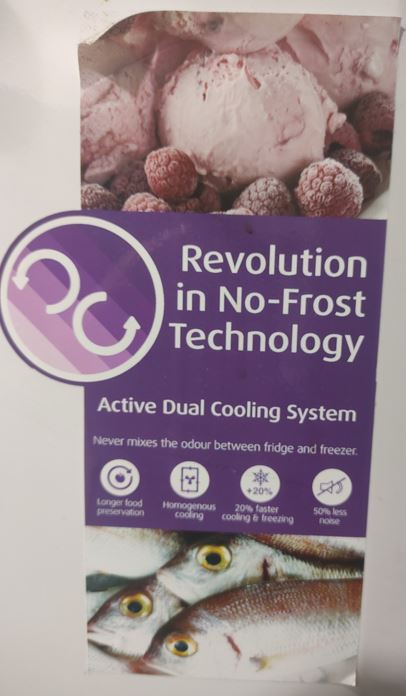 Revolution
in No-Frost
Technology
Active Dual Cooling System
Never mixes the odour between fridge and freezer.
Longer food
preservation
Homogenous
cooling
+20%
20% faster
cooling & freezing
50% less
noise